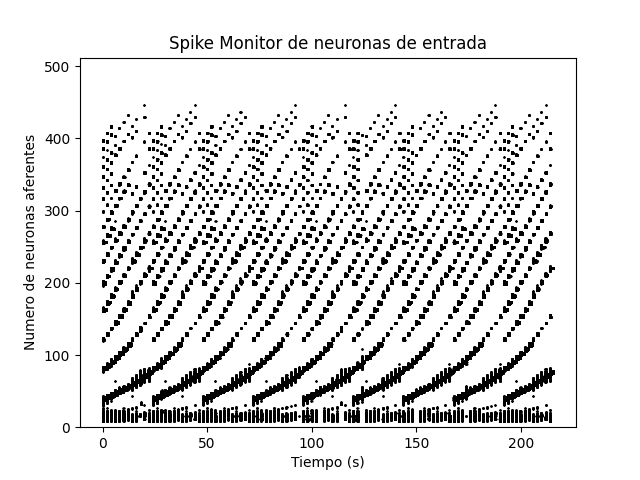 Spike Monitor de neuronas de entrada
500
400
300
200
100
0
Numero de neuronas aferentes
0 50 100 150 200
Tiempo (s)